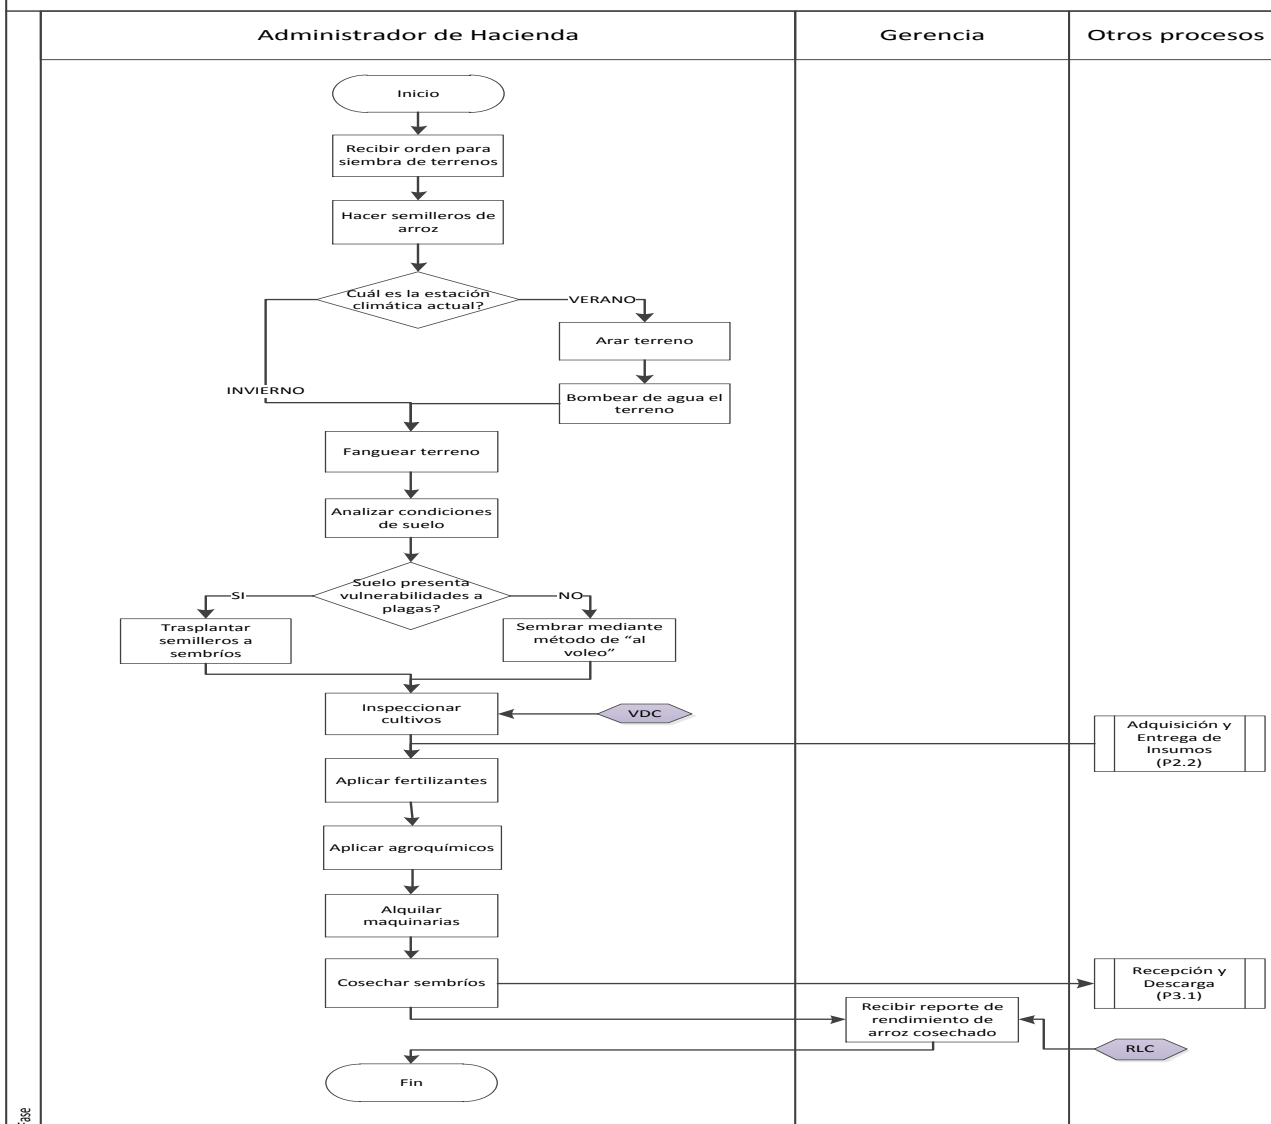 Administrador de Hacienda
Gerencia
Otros procesos
Inicio
Recibir orden para
siembra de terrenos
Hacer semilleros de
arroz
Cuál es la estación
climática actual?
VERANO
Arar terreno
INVIERNO
Bombear de agua el
terreno
Fanguear terreno
Analizar condiciones
de suelo
Suelo presenta
vulnerabilidades a
plagas?
SI
NO
Trasplantar
semilleros a
sembríos
Sembrar mediante
método de “al
voleo”
Inspeccionar
cultivos
VDC
Adquisición y
Entrega de
Insumos
(P2.2)
Aplicar fertilizantes
Aplicar agroquímicos
Alquilar
maquinarias
Cosechar sembríos
Recepción y
Descarga
(P3.1)
Recibir reporte de
rendimiento de
arroz cosechado
RLC
Fin
Fase